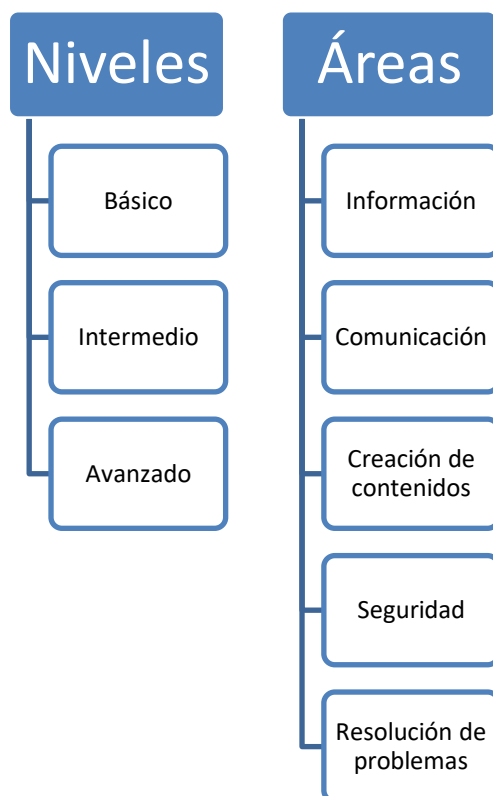 Niveles
Básico
Intermedio
Avanzado
Áreas
Información
Comunicación
Creación de
contenidos
Seguridad
Resolución de
problemas